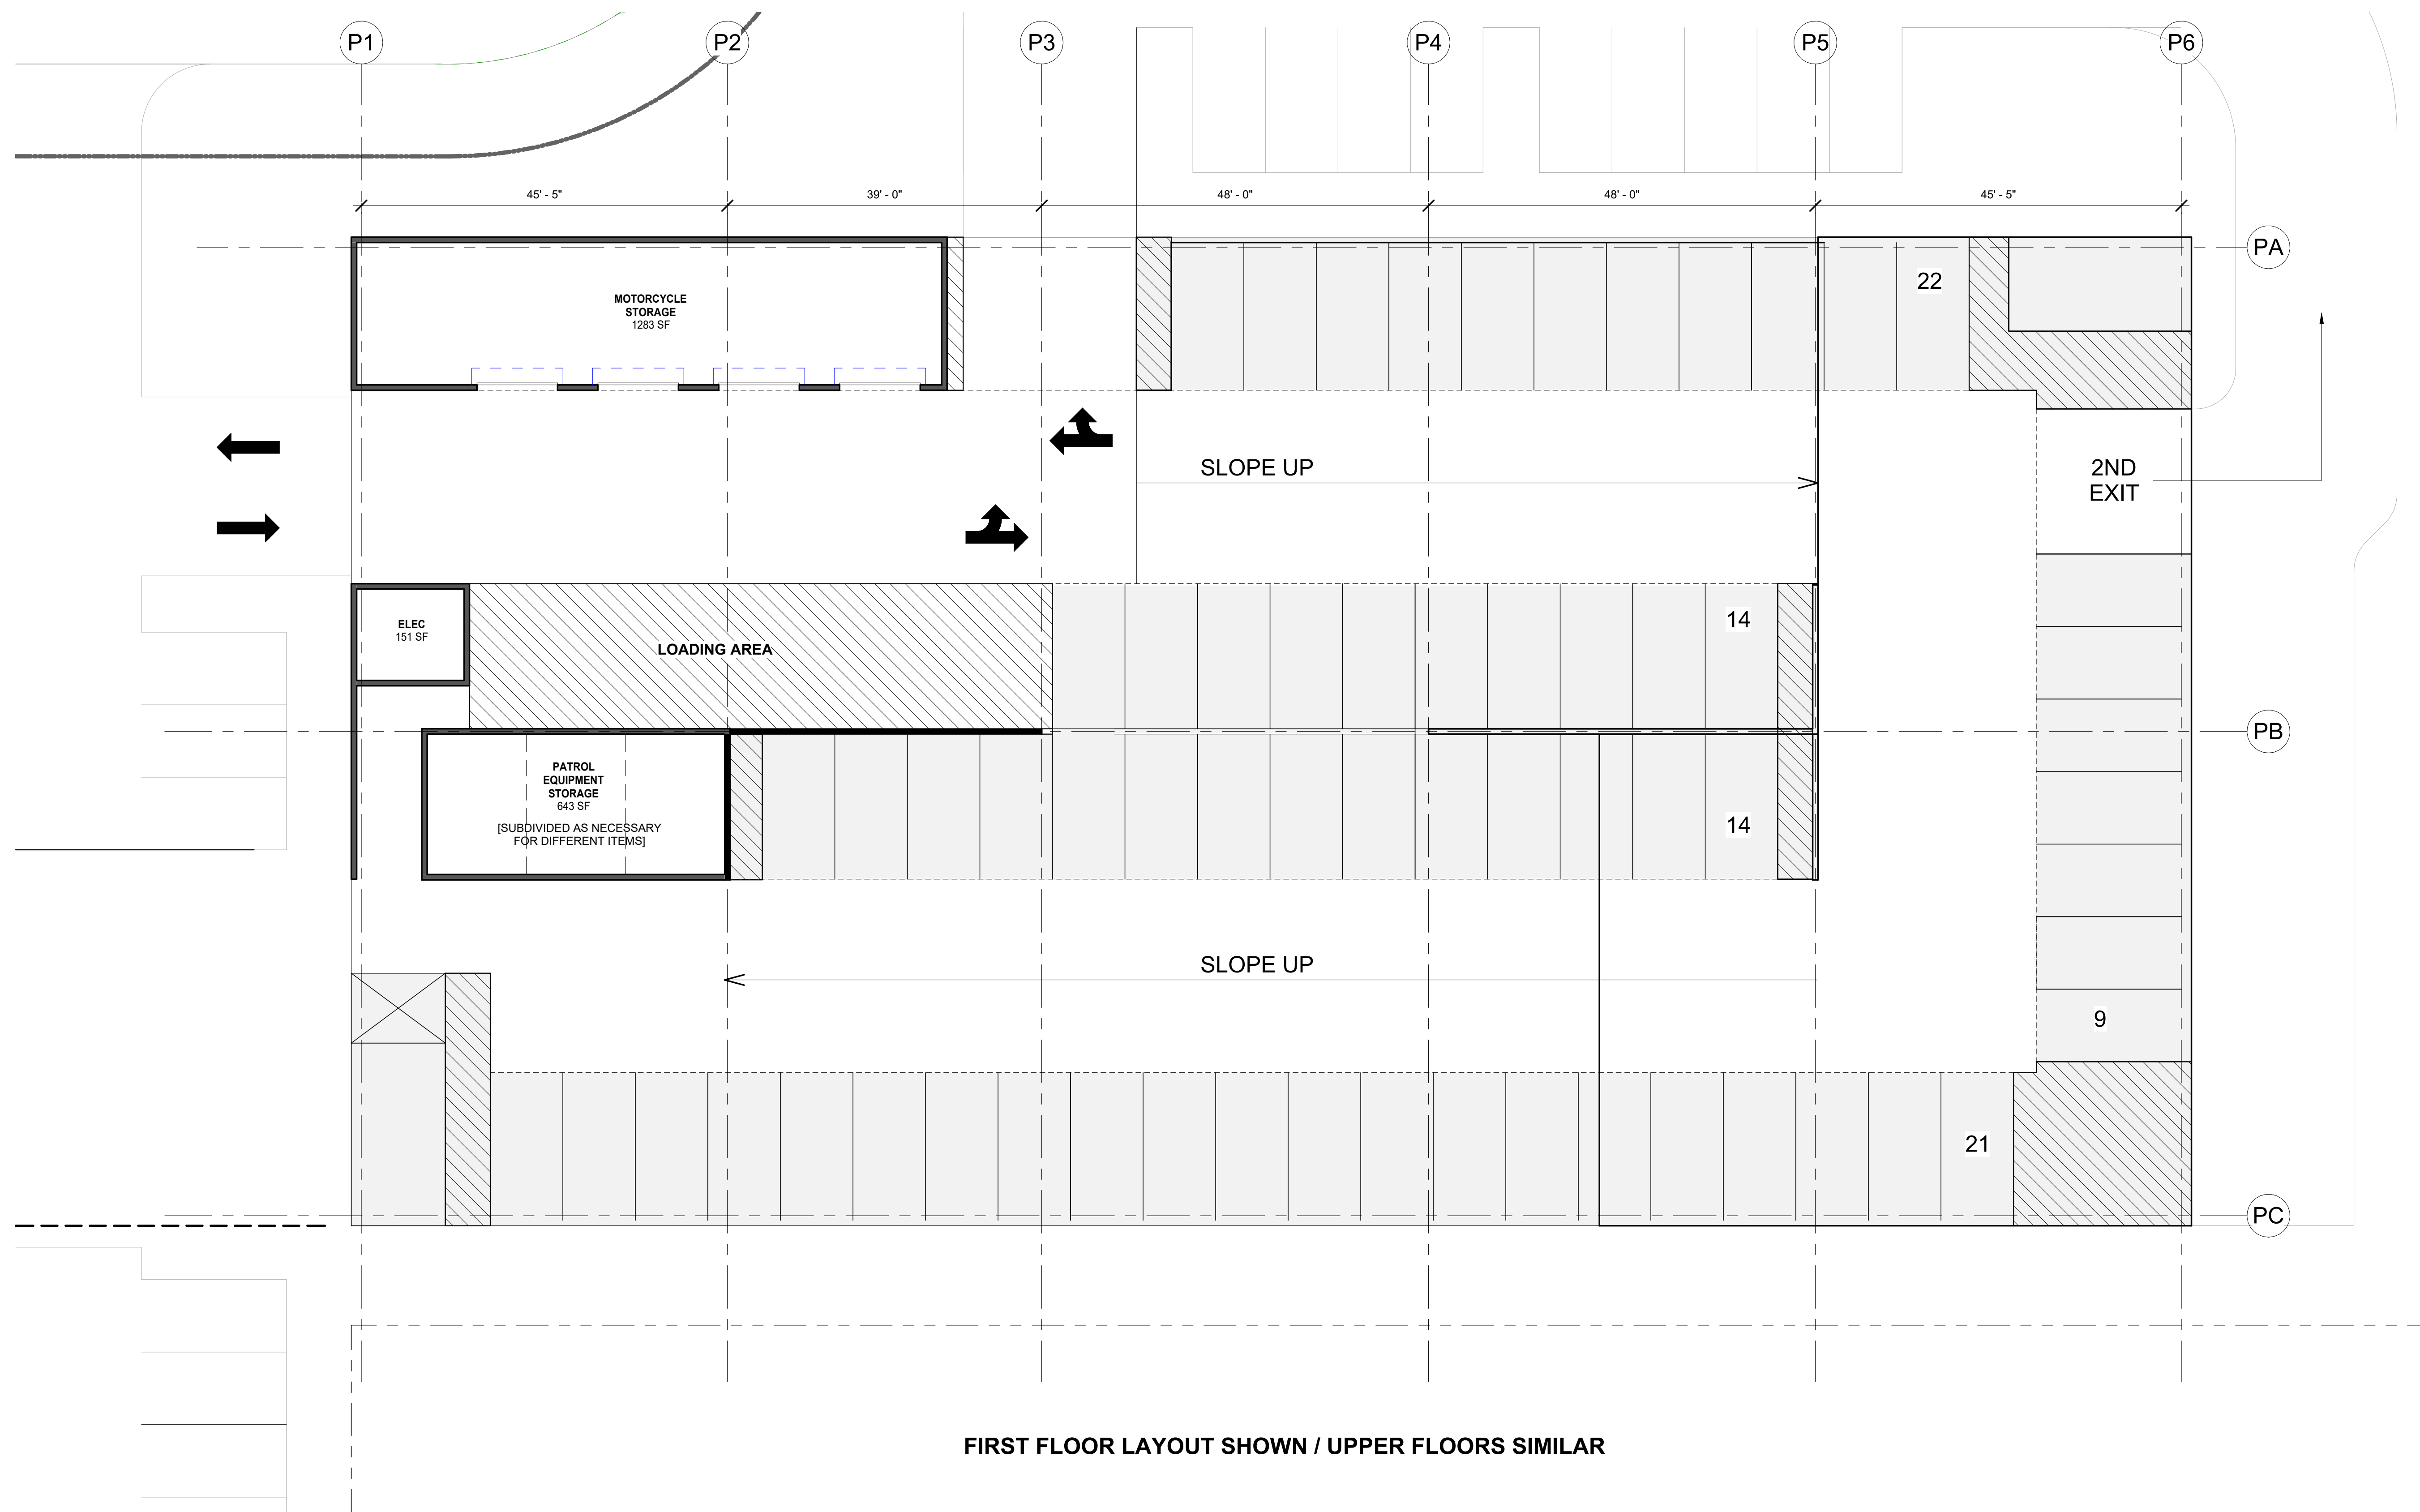 P1
P2
P3
P4
P5
P6
45' - 5"
39' - 0"
48' - 0"
48' - 0"
45' - 5"
PA
22
MOTORCYCLE
STORAGE
1283 SF
SLOPE UP
2ND
EXIT
ELEC
151 SF
14
LOADING AREA
PB
PATROL
EQUIPMENT
STORAGE
643 SF
[SUBDIVIDED AS NECESSARY
FOR DIFFERENT ITEMS]
14
SLOPE UP
9
21
PC
FIRST FLOOR LAYOUT SHOWN / UPPER FLOORS SIMILAR